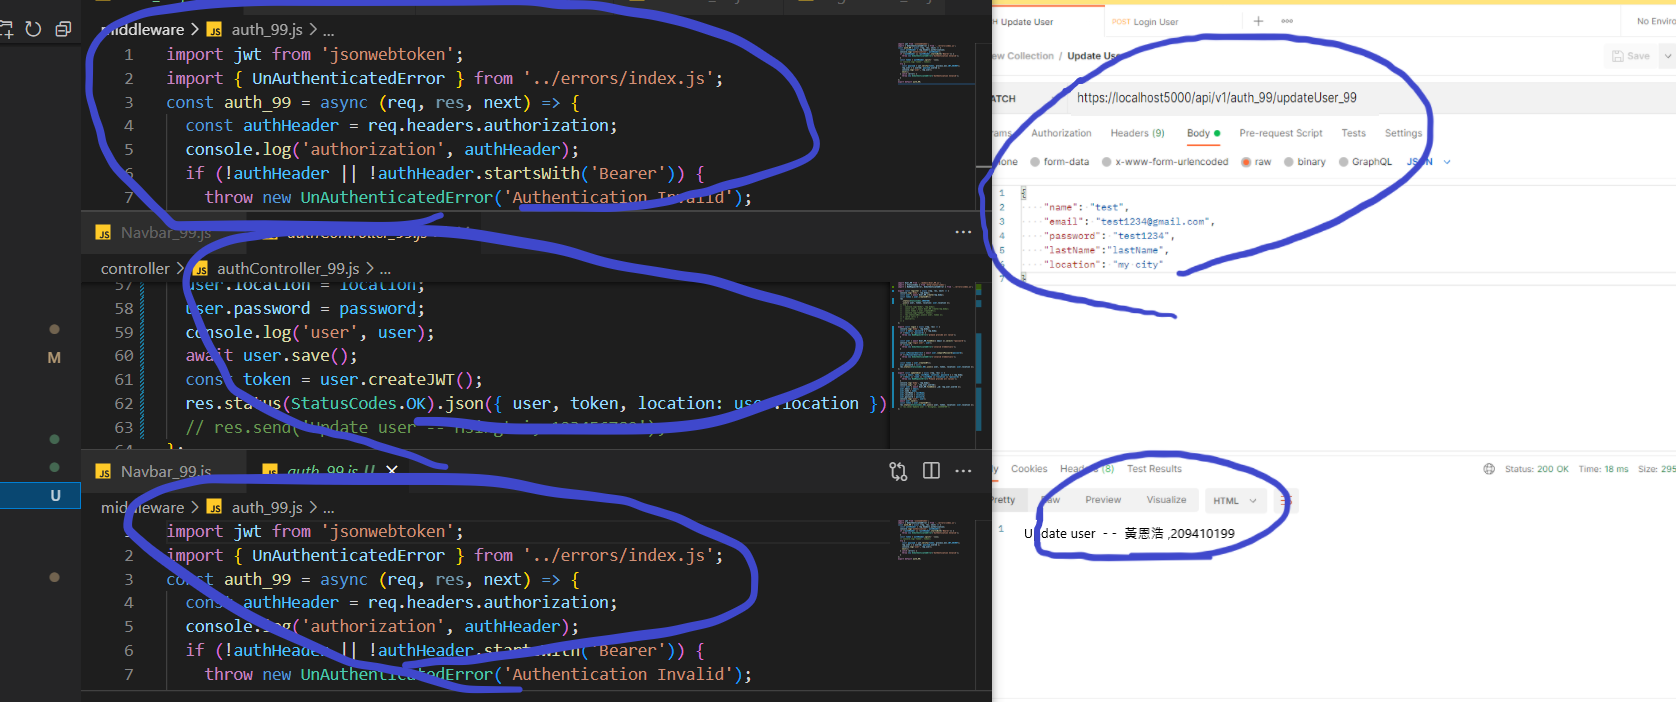 middleware > JS auth_99.js > ...
1 import jwt from 'jsonwebtoken';
2 import { UnAuthenticatedError } from '../errors/index.js';
3 const auth_99 = async (req, res, next) => {
4 const authHeader = req.headers.authorization;
5 console.log('authorization', authHeader);
6 if (!authHeader || !authHeader.startsWith('Bearer')) {
7 throw new UnAuthenticatedError('Authentication Invalid');
JS Navbar_99.js
authController_99.js
...
controller > JS authController_99.js > ...
57 user.location = location;
58 user.password = password;
59 console.log('user', user);
60 await user.save();
61 const token = user.createJWT();
62 res.status(StatusCodes.OK).json({ user, token, location: user.location })
63 // res.send('Update user --
64 };
M
U
JS Navbar_99.js
JS auth_99.js U
...
middleware > JS auth_99.js > ...
import jwt from 'jsonwebtoken';
2 import { UnAuthenticatedError } from '../errors/index.js';
3 const auth_99 = async (req, res, next) => {
4 const authHeader = req.headers.authorization;
5 console.log('authorization', authHeader);
6 if (!authHeader || !authHeader.startsWith('Bearer')) {
7 throw new UnAuthenticatedError('Authentication Invalid');
Update User
POST Login User
No Enviro
ew Collection / Update User
Save
ATCH
https://localhost5000/api/v1/auth_99/updateUser_99
rams
Authorization
Headers (9)
Body
Pre-request Script
Tests
Settings
one
form-data
x-www-form-urlencoded
raw
binary
GraphQL
JSON
1 {
2 "name": "test",
3 "email": "test1234@gmail.com",
4 "password": "test1234",
5 "lastName":"lastName",
6 "location": "my city"
7 }
y
Cookies
Headers (8)
Test Results
Status: 200 OK
Time: 18 ms
Size: 295
retty
Raw
Preview
Visualize
HTML
1 Update user -- 黃恩浩 ,209410199